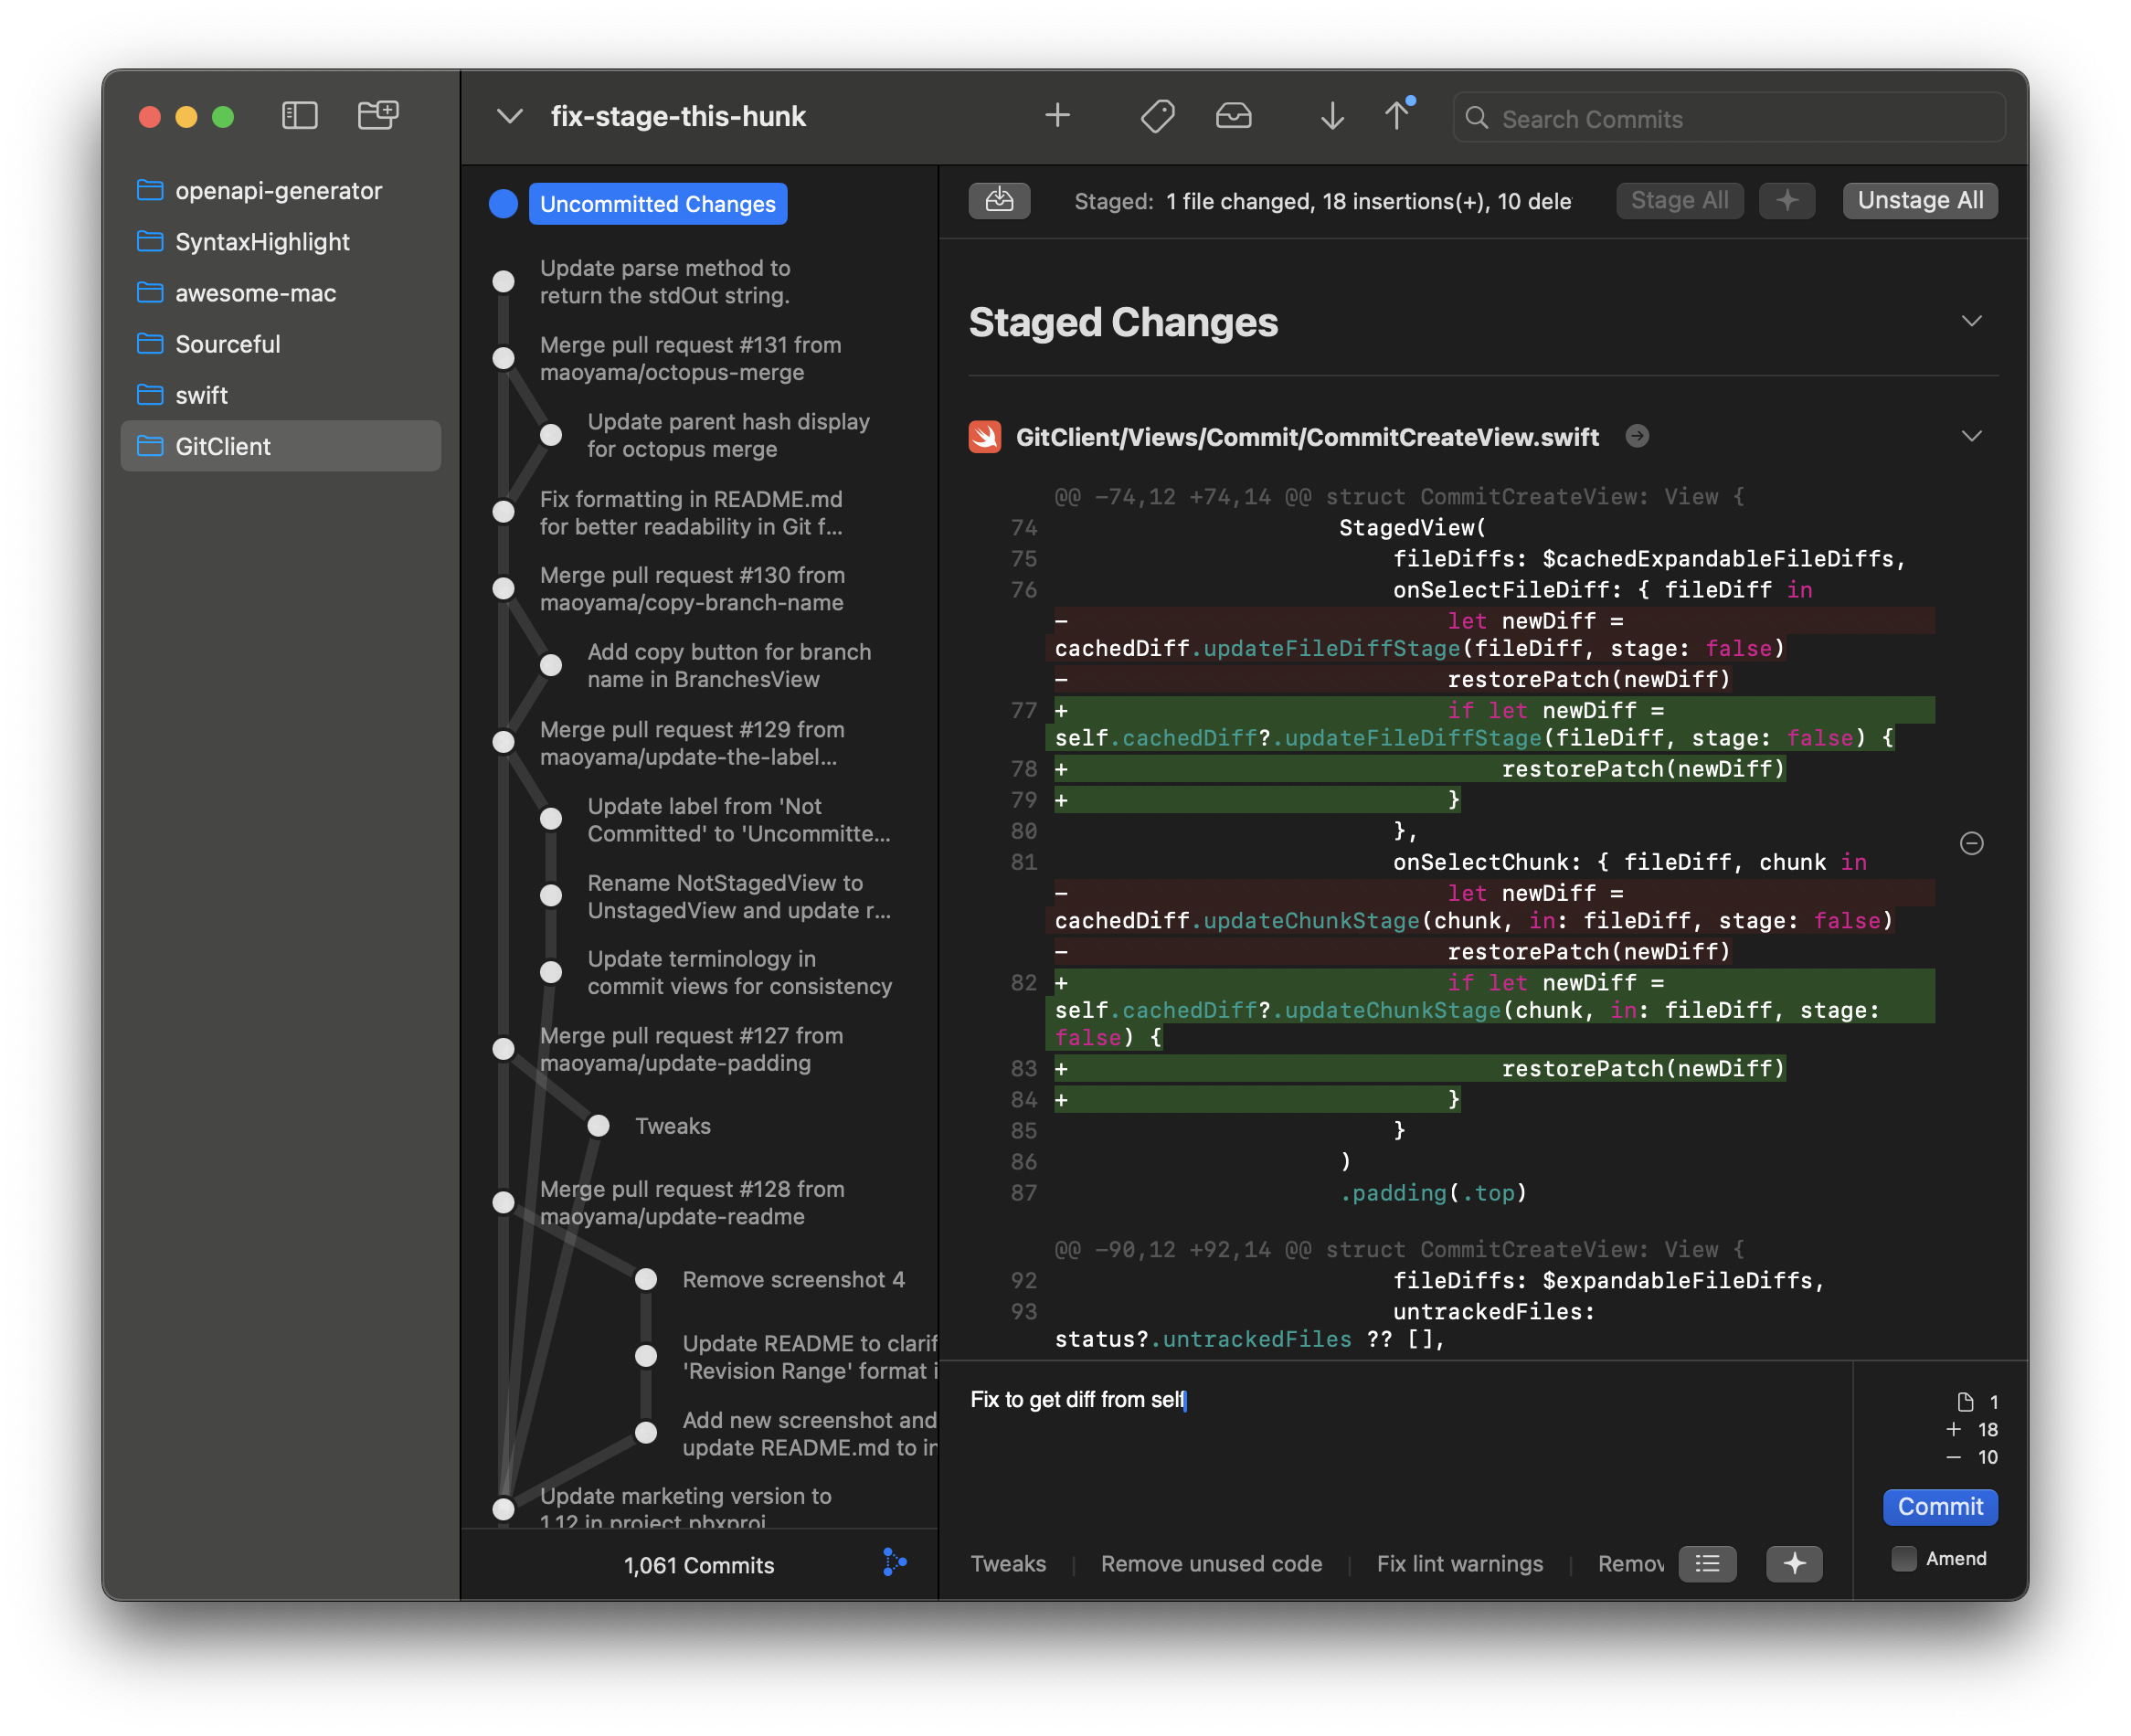 openapi-generator
SyntaxHighlight
awesome-mac
Sourceful
swift
GitClient
fix-stage-this-hunk
Search Commits
Uncommitted Changes
Update parse method to
return the stdOut string.
Merge pull request #131 from
maoyama/octopus-merge
Update parent hash display
for octopus merge
Fix formatting in README.md
for better readability in Git f...
Merge pull request #130 from
maoyama/copy-branch-name
Add copy button for branch
name in BranchesView
Merge pull request #129 from
maoyama/update-the-label...
Update label from 'Not
Committed' to 'Uncommitte...
Rename NotStagedView to
UnstagedView and update r...
Update terminology in
commit views for consistency
Merge pull request #127 from
maoyama/update-padding
Tweaks
Merge pull request #128 from
maoyama/update-readme
Remove screenshot 4
Update README to clarif
'Revision Range' format i
Add new screenshot and
update README.md to in
Update marketing version to
1.12 in project.pbxproj
1,061 Commits
Staged: 1 file changed, 18 insertions(+), 10 dele
Stage All
Unstage All
Staged Changes
GitClient/Views/Commit/CommitCreateView.swift
@@ -74,12 +74,14 @@ struct CommitCreateView: View {
74 StagedView(
75 fileDiffs: $cachedExpandableFileDiffs,
76 onSelectFileDiff: { fileDiff in
- let newDiff =
cachedDiff.updateFileDiffStage(fileDiff, stage: false)
- restorePatch(newDiff)
77 + if let newDiff =
self.cachedDiff?.updateFileDiffStage(fileDiff, stage: false) {
78 + restorePatch(newDiff)
79 + }
80 },
81 onSelectChunk: { fileDiff, chunk in
- let newDiff =
cachedDiff.updateChunkStage(chunk, in: fileDiff, stage: false)
- restorePatch(newDiff)
82 + if let newDiff =
self.cachedDiff?.updateChunkStage(chunk, in: fileDiff, stage:
false) {
83 + restorePatch(newDiff)
84 + }
85 }
86 )
87 .padding(.top)
@@ -90,12 +92,14 @@ struct CommitCreateView: View {
92 fileDiffs: $expandableFileDiffs,
93 untrackedFiles:
status?.untrackedFiles ?? [],
Fix to get diff from self
Tweaks | Remove unused code | Fix lint warnings | Remov
1
+ 18
- 10
Commit
Amend